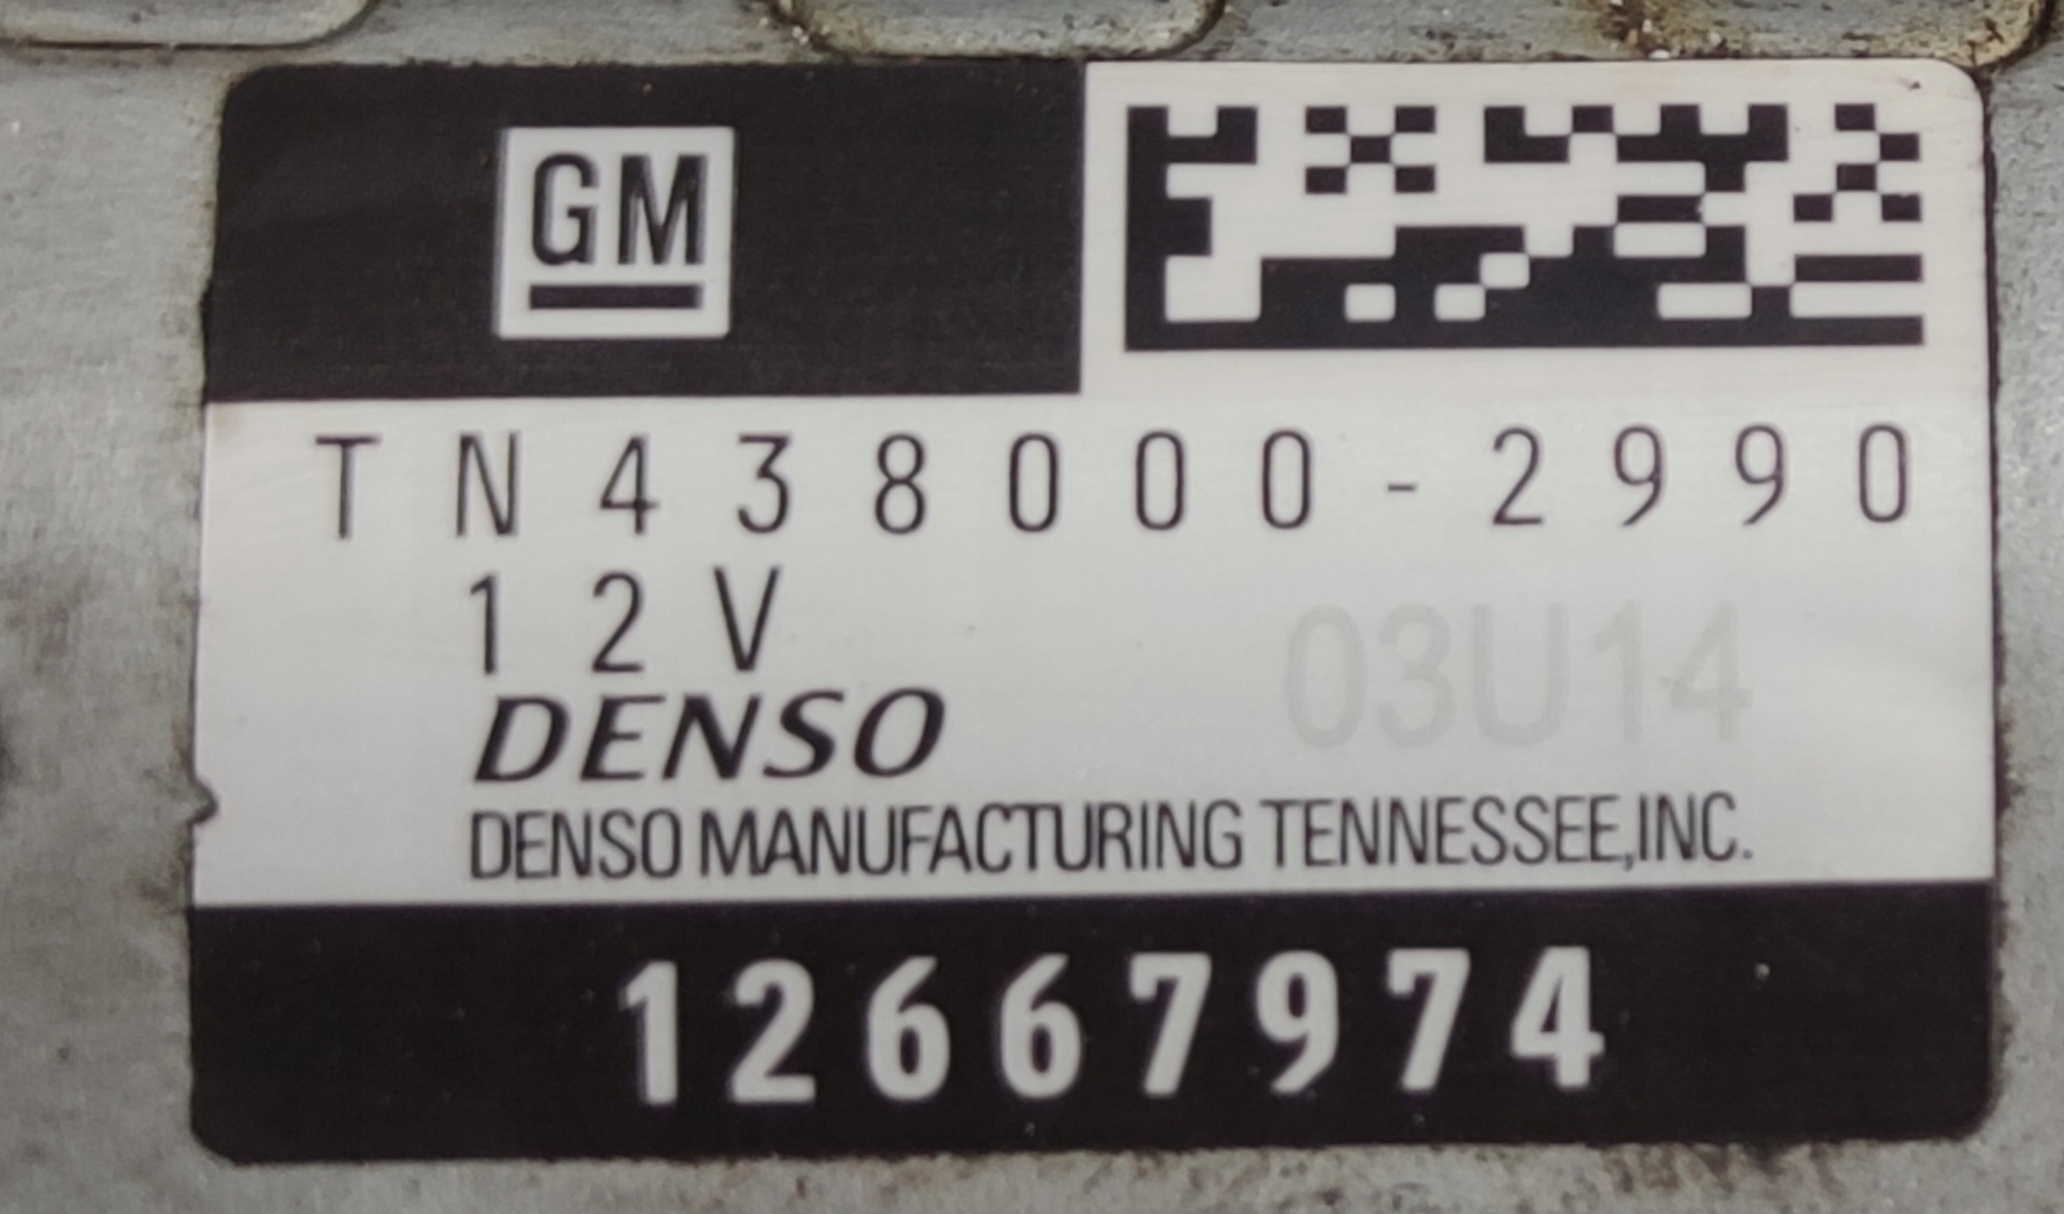 GM
TN438000-2990
12V
03U14
DENSO
DENSO MANUFACTURING TENNESSEE,INC.
12667974